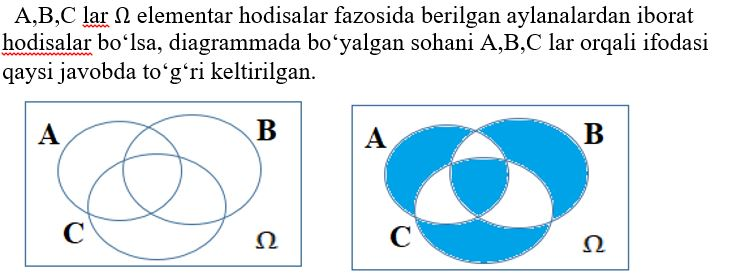 A,B,C lar Ω elementar hodisalar fazosida berilgan aylanalardan iborat
hodisalar bo‘lsa, diagrammada bo‘yalgan sohani A,B,C lar orqali ifodasi
qaysi javobda to‘g‘ri keltirilgan.
A B A B
C Ω C Ω